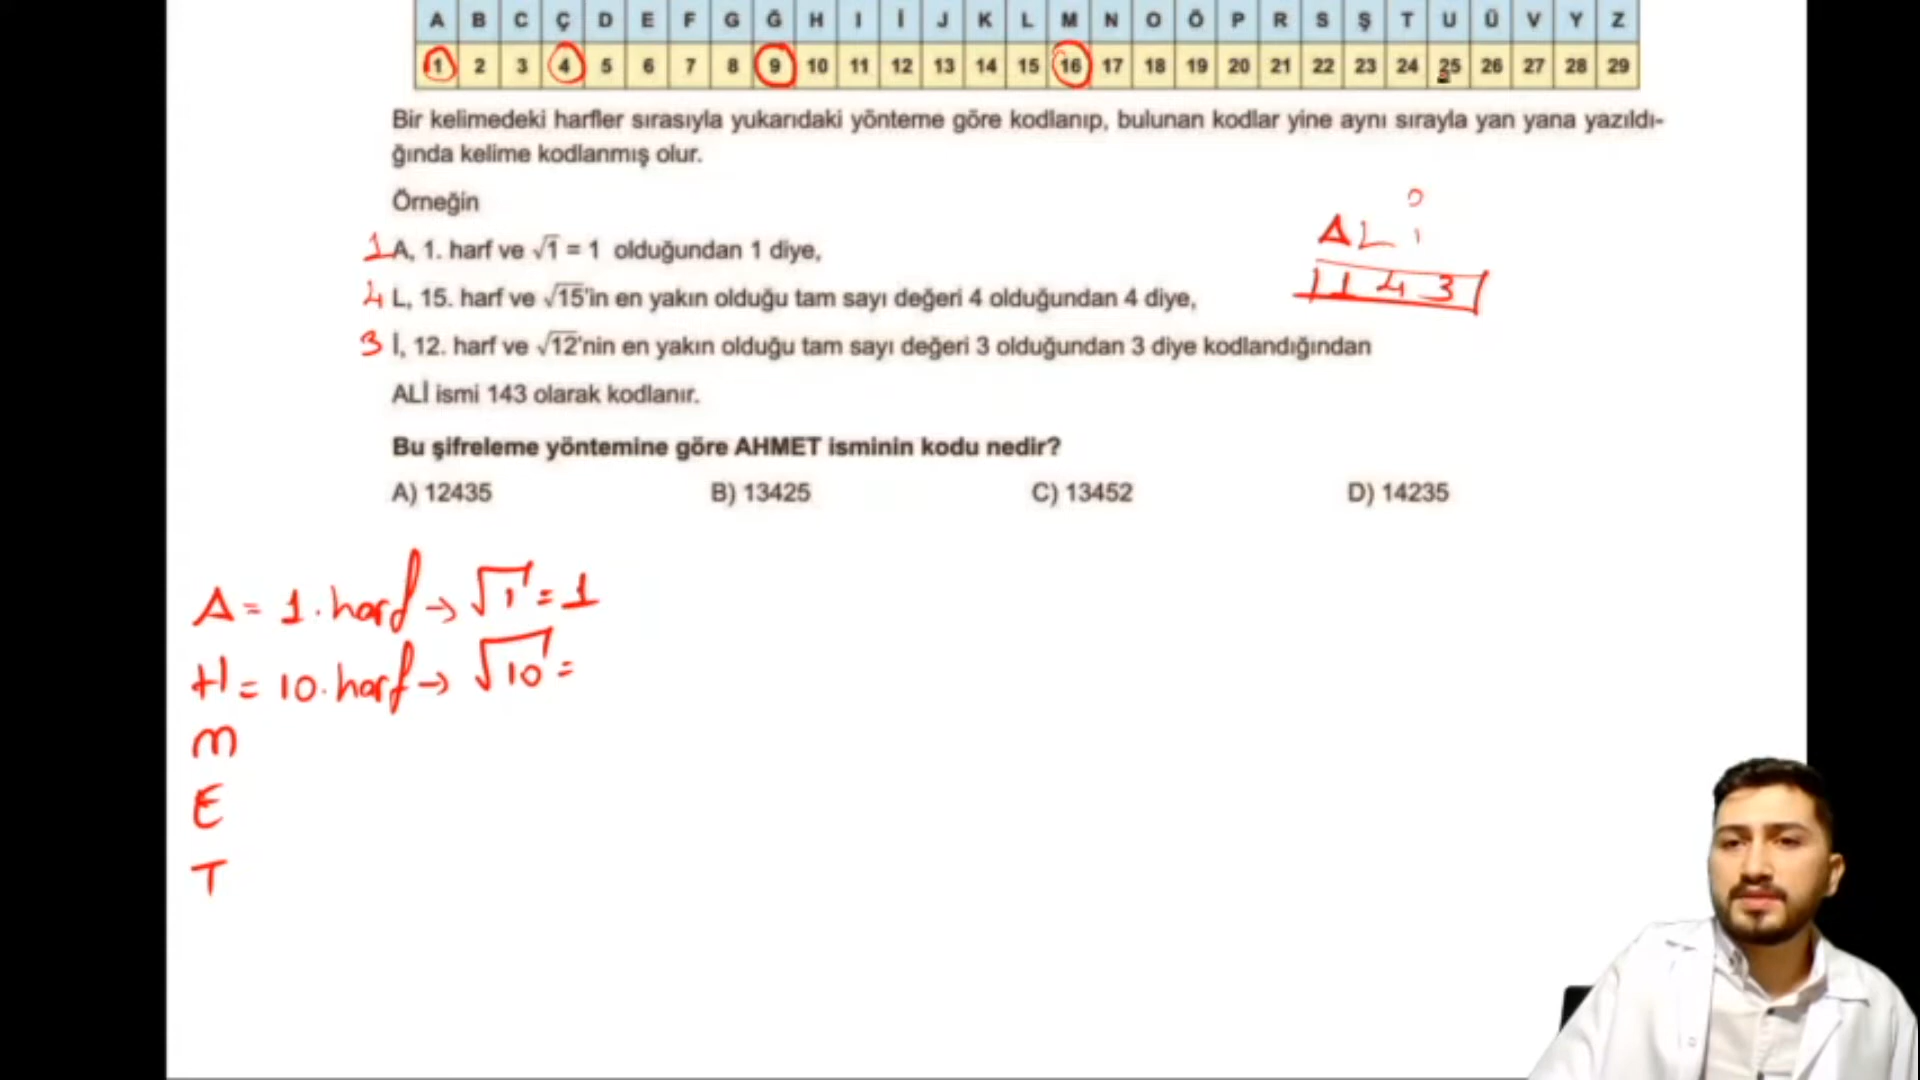 A B C Ç D E F G Ğ H I İ J K L M N O Ö P R S Ş T U Ü V Y Z
1 2 3 4 5 6 7 8 9 10 11 12 13 14 15 16 17 18 19 20 21 22 23 24 25 26 27 28 29
Bir kelimedeki harfler sırasıyla yukarıdaki yönteme göre kodlanıp, bulunan kodlar yine aynı sırayla yan yana yazıldı-
ğında kelime kodlanmış olur.
Örneğin
1 A, 1. harf ve √1 = 1 olduğundan 1 diye,
4 L, 15. harf ve √15'in en yakın olduğu tam sayı değeri 4 olduğundan 4 diye,
3 İ, 12. harf ve √12'nin en yakın olduğu tam sayı değeri 3 olduğundan 3 diye kodlandığından
ALİ
143
ALİ ismi 143 olarak kodlanır.
Bu şifreleme yöntemine göre AHMET isminin kodu nedir?
A) 12435 B) 13425 C) 13452 D) 14235
A = 1. harf → √1 = 1
H = 10. harf → √10 =
M
E
T